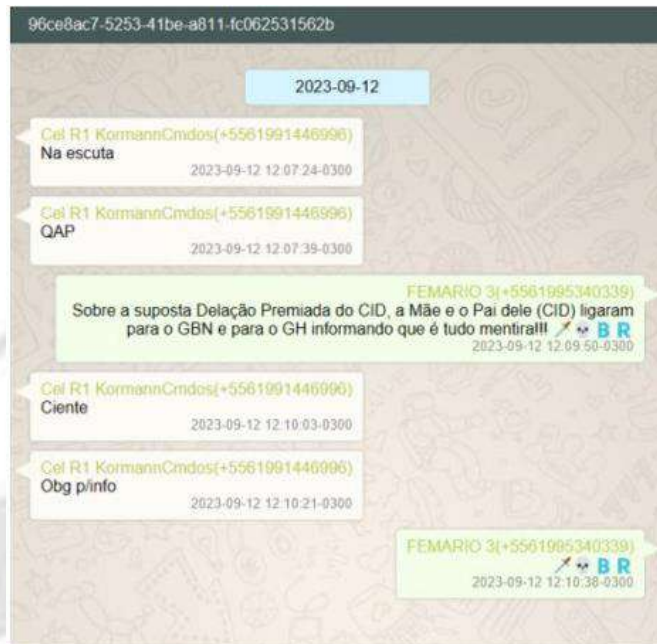 96ce8ac7-5253-41be-a811-fc062531562b
2023-09-12
Cel R1 KormannCmdos(+5561991446996)
Na escuta
2023-09-12 12:07:24-0300
Cel R1 KormannCmdos(+5561991446996)
QAP
2023-09-12 12:07:39-0300
FEMARIO 3(+5561995340339)
Sobre a suposta Delação Premiada do CID, a Mãe e o Pai dele (CID) ligaram
para o GBN e para o GH informando que é tudo mentira!!! 🗡☠🇧 🇷
2023-09-12 12:09:50-0300
Cel R1 KormannCmdos(+5561991446996)
Ciente
2023-09-12 12:10:03-0300
Cel R1 KormannCmdos(+5561991446996)
Obg p/info
2023-09-12 12:10:21-0300
FEMARIO 3(+5561995340339)
🗡☠🇧 🇷
2023-09-12 12:10:38-0300